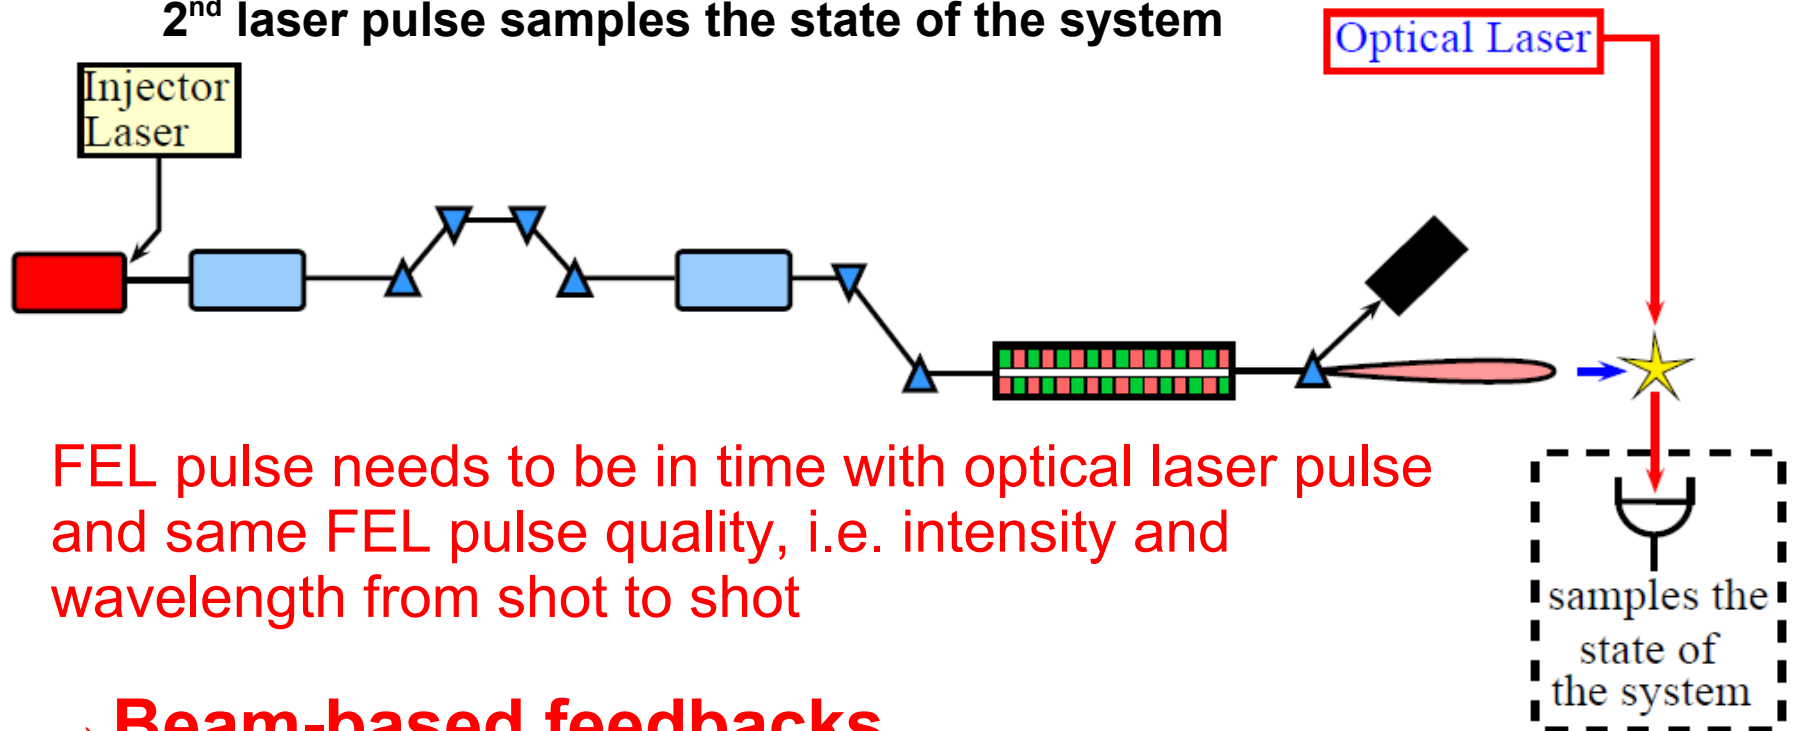 2nd laser pulse samples the state of the system
Optical Laser
Injector
Laser
FEL pulse needs to be in time with optical laser pulse
and same FEL pulse quality, i.e. intensity and
wavelength from shot to shot
samples the
state of
the system
Beam-based feedbacks